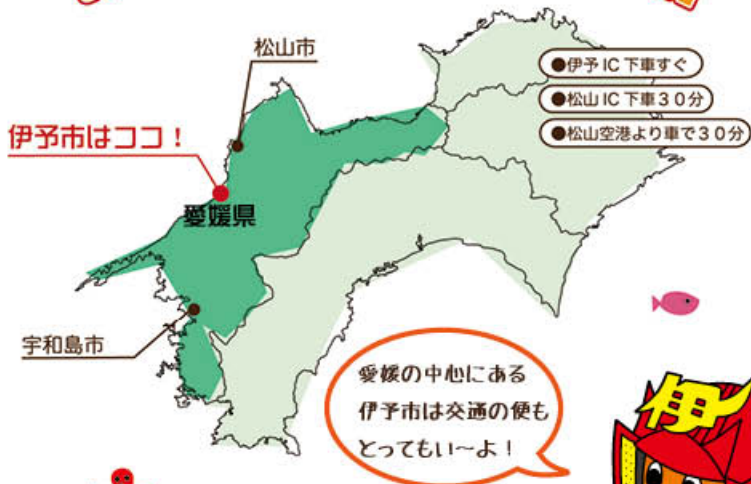 松山市
●伊予IC下車すぐ
●松山IC下車30分
●松山空港より車で30分
伊予市はココ！
愛媛県
宇和島市
愛媛の中心にある
伊予市は交通の便も
とってもい〜よ！
伊